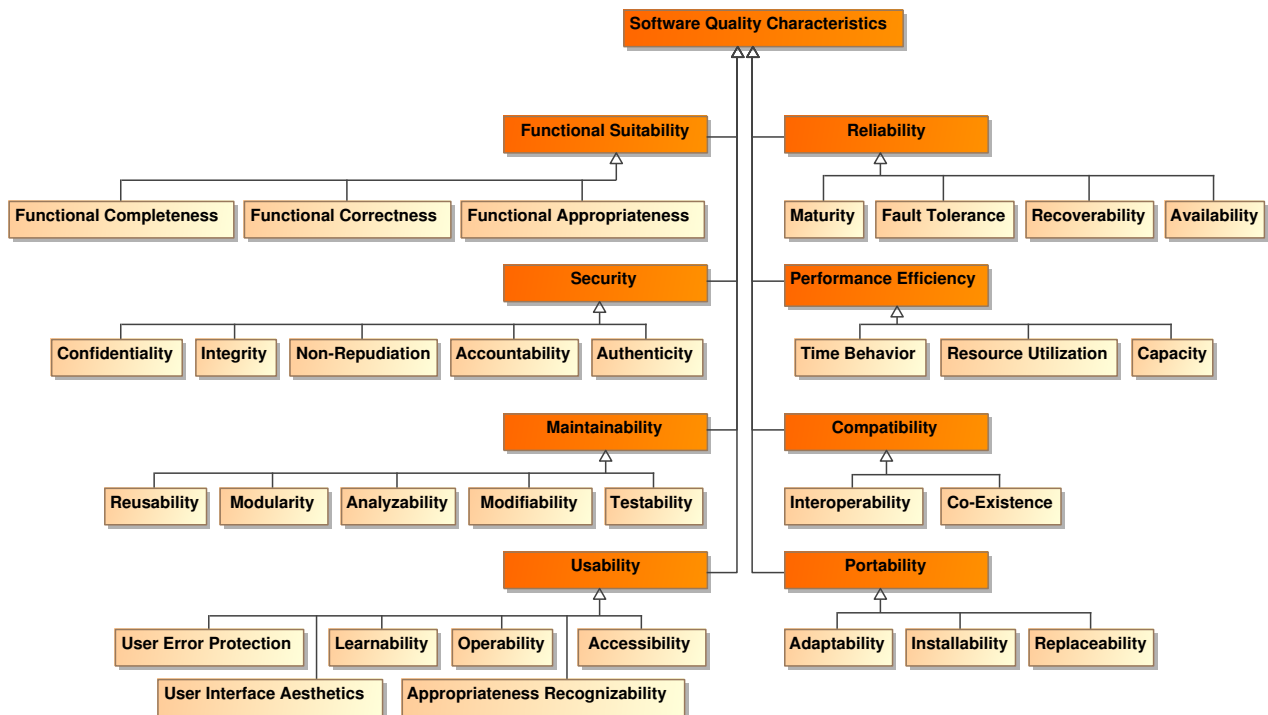 Software Quality Characteristics
Functional Suitability
Reliability
Functional Completeness
Functional Correctness
Functional Appropriateness
Maturity
Fault Tolerance
Recoverability
Availability
Security
Performance Efficiency
Confidentiality
Integrity
Non-Repudiation
Accountability
Authenticity
Time Behavior
Resource Utilization
Capacity
Maintainability
Compatibility
Reusability
Modularity
Analyzability
Modifiability
Testability
Interoperability
Co-Existence
Usability
Portability
User Error Protection
Learnability
Operability
Accessibility
Adaptability
Installability
Replaceability
User Interface Aesthetics
Appropriateness Recognizability